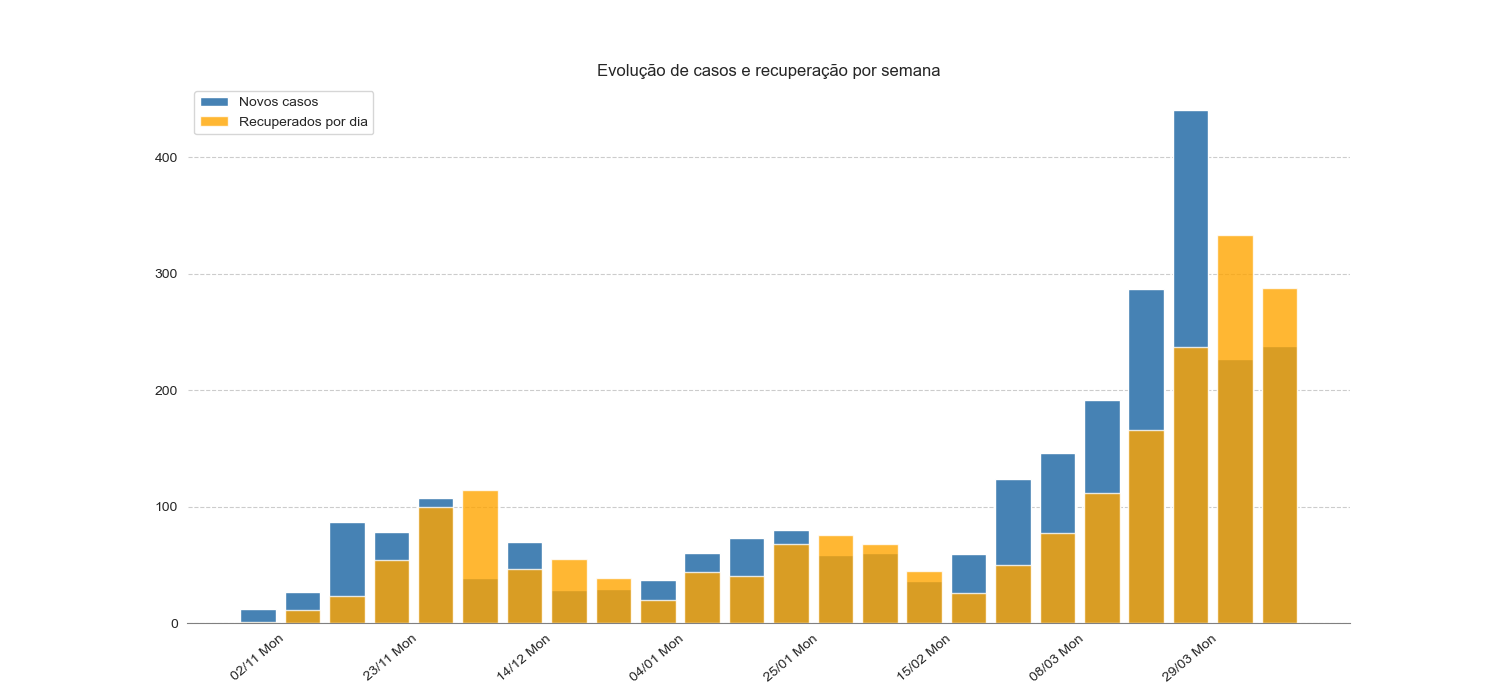 Evolução de casos e recuperação por semana
Novos casos
Recuperados por dia
400
300
200
100
0
02/11 Mon
23/11 Mon
14/12 Mon
04/01 Mon
25/01 Mon
15/02 Mon
08/03 Mon
29/03 Mon